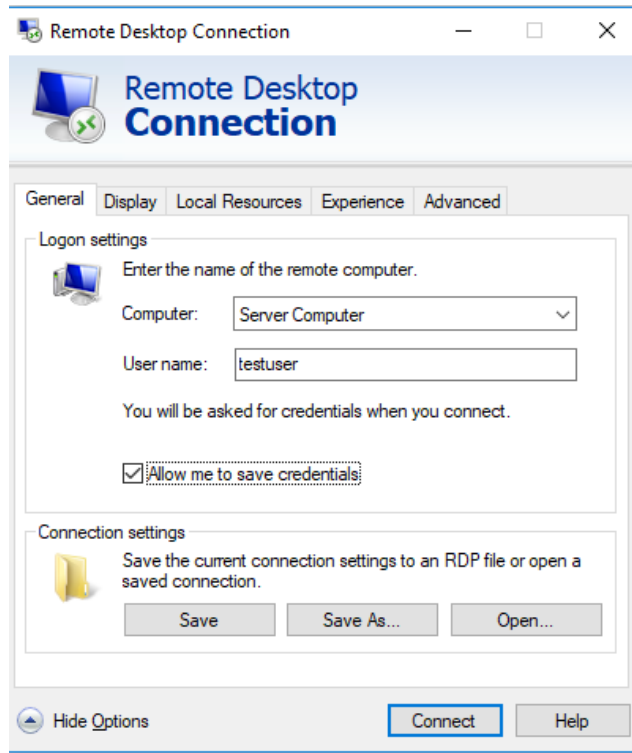 Remote Desktop Connection
Remote Desktop
Connection
General Display Local Resources Experience Advanced
Logon settings
Enter the name of the remote computer.
Computer: Server Computer
User name: testuser
You will be asked for credentials when you connect.
Allow me to save credentials
Connection settings
Save the current connection settings to an RDP file or open a
saved connection.
Save Save As... Open...
Hide Options Connect Help